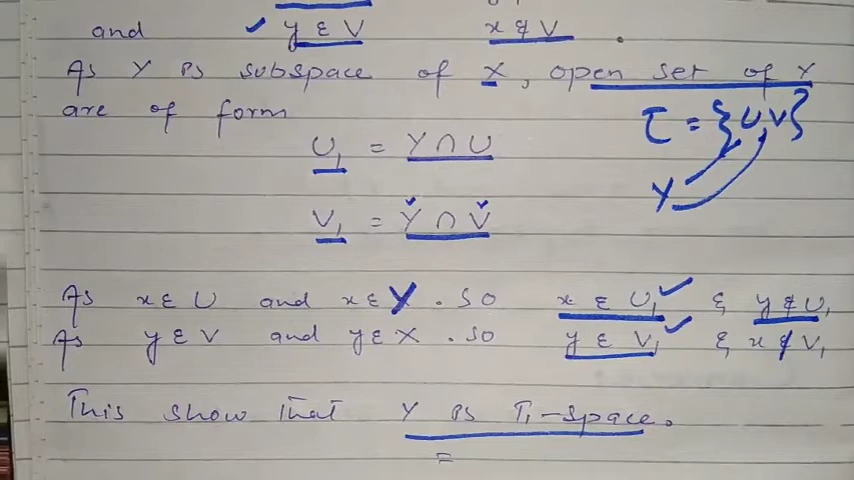 and ✓ y ε V x ∉ V .
As Y is subspace of X, open set of Y
are of form
τ = {U, V}
U₁ = Y ∩ U
Y
V₁ = Y ∩ V
As x ε U and x ε Y . So x ε U₁ ✓ & y ∉ U₁
As y ε V and y ε X . so y ε V₁ ✓ & x ∉ V₁
This show that Y is T₁-space.